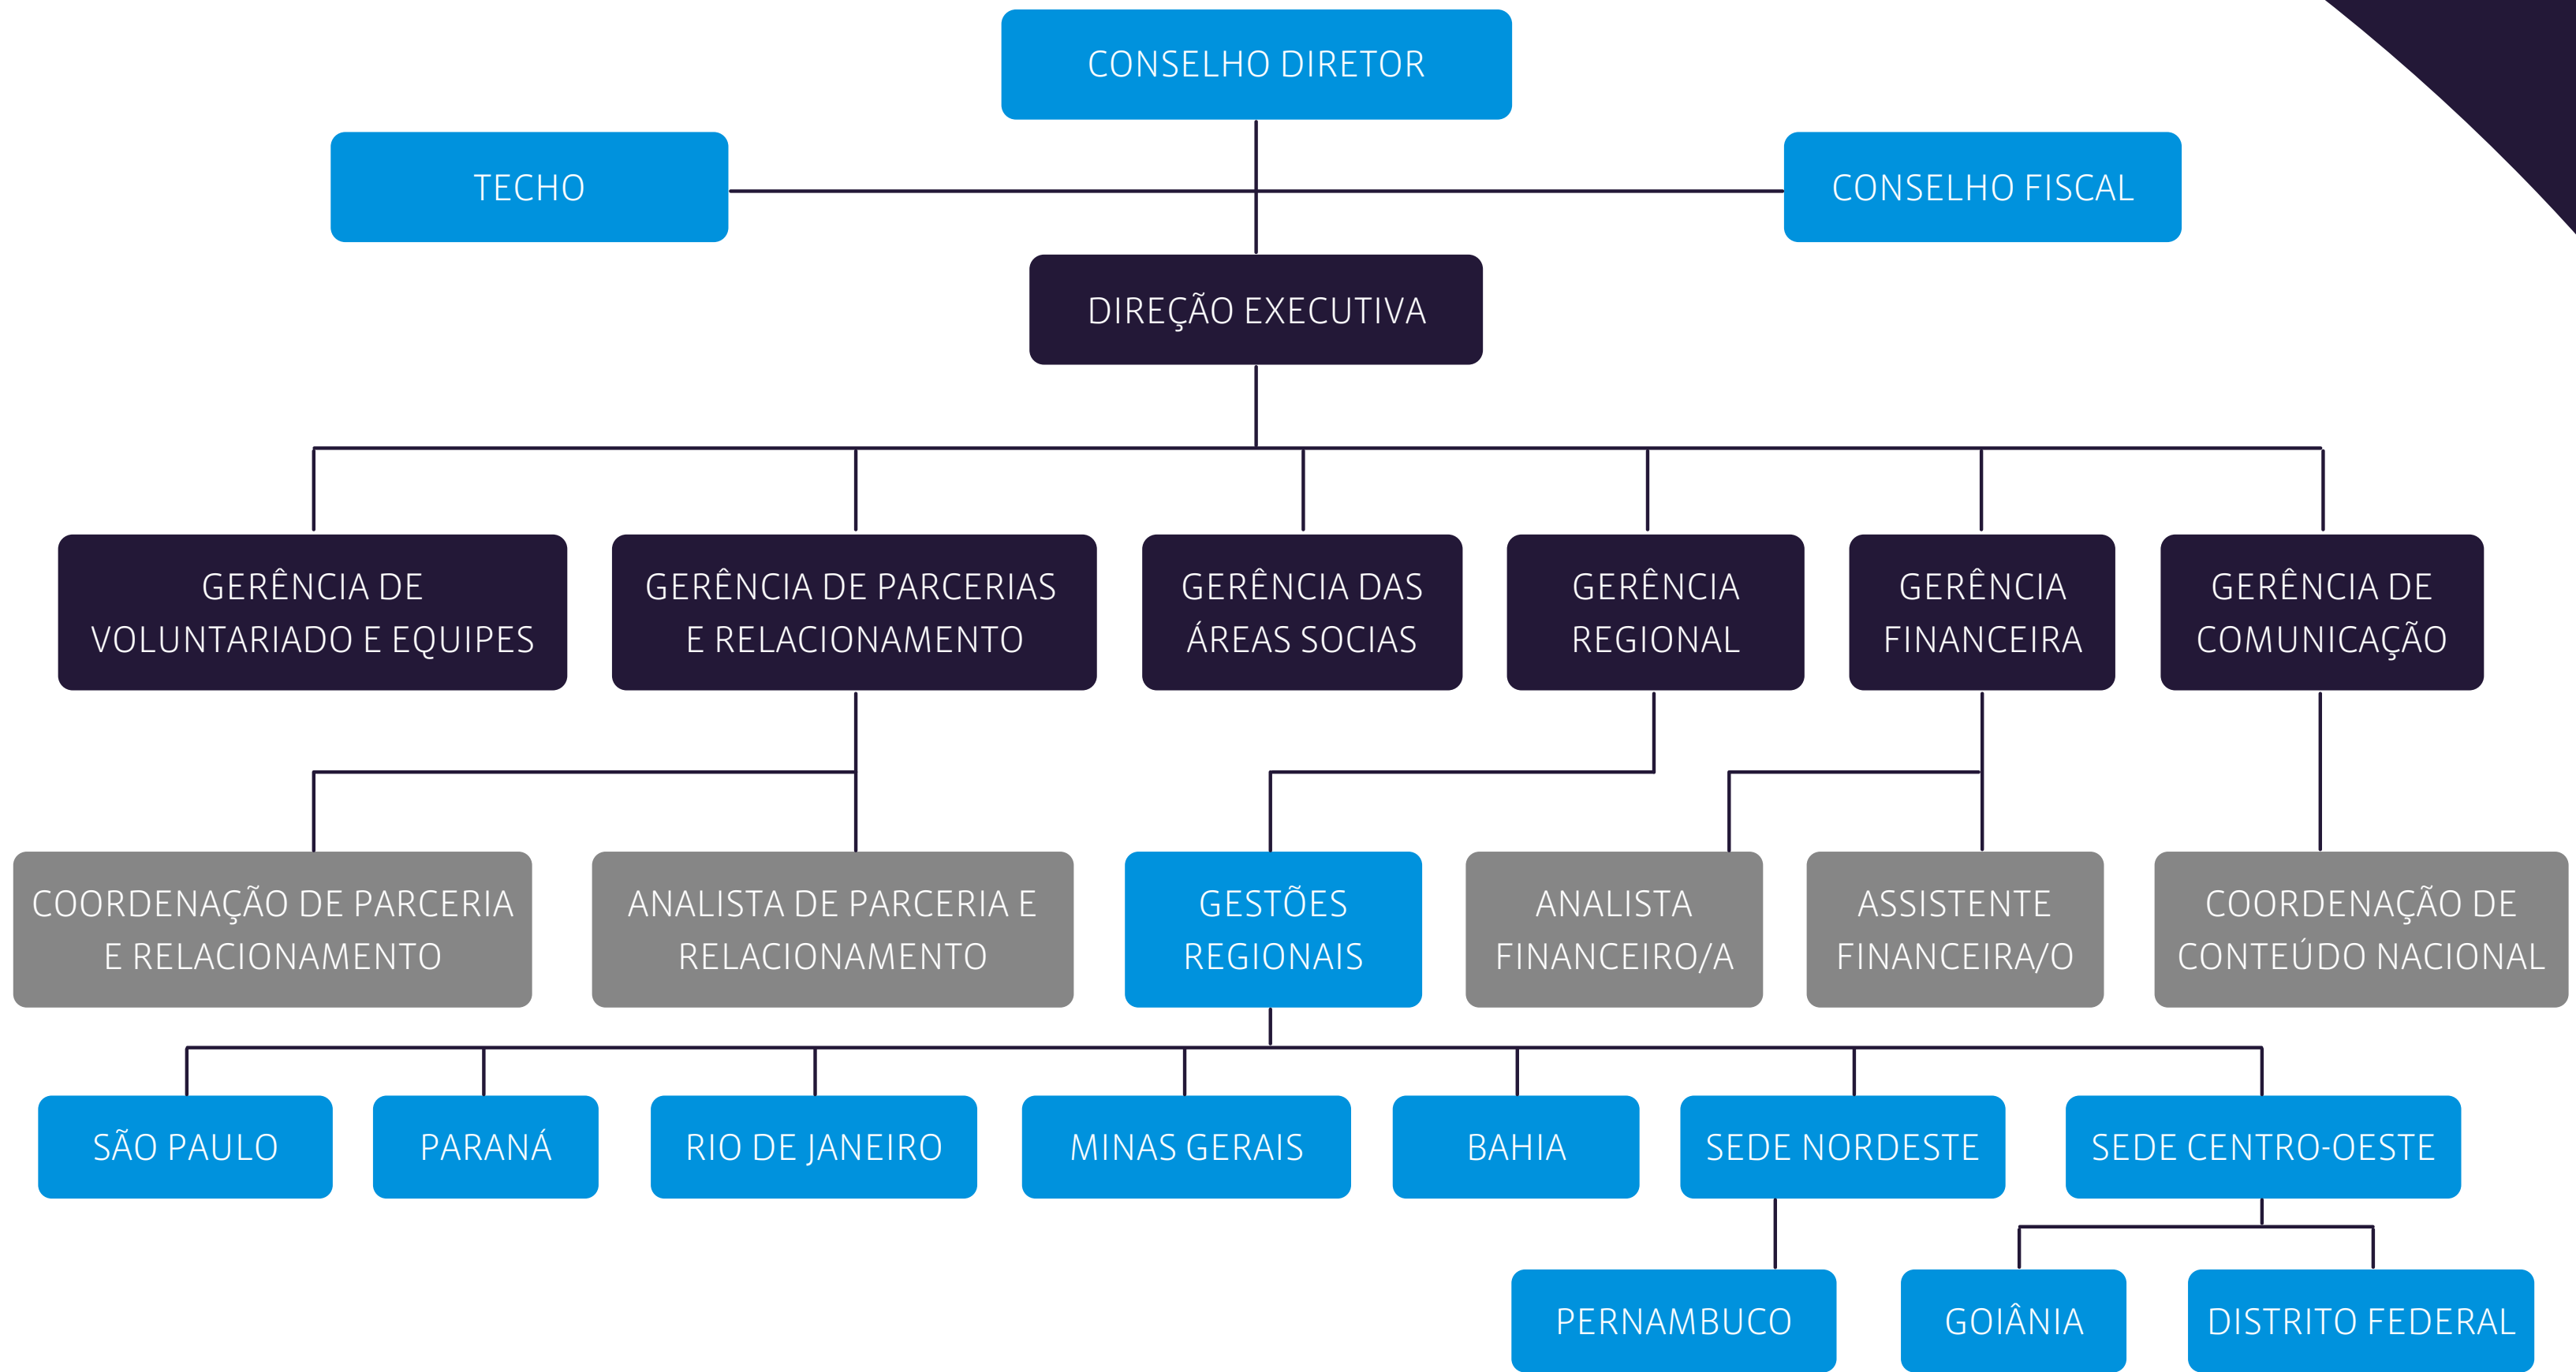 CONSELHO DIRETOR
TECHO
CONSELHO FISCAL
DIREÇÃO EXECUTIVA
GERÊNCIA DE
VOLUNTARIADO E EQUIPES
GERÊNCIA DE PARCERIAS
E RELACIONAMENTO
GERÊNCIA DAS
ÁREAS SOCIAS
GERÊNCIA
REGIONAL
GERÊNCIA
FINANCEIRA
GERÊNCIA DE
COMUNICAÇÃO
COORDENAÇÃO DE PARCERIA
E RELACIONAMENTO
ANALISTA DE PARCERIA E
RELACIONAMENTO
GESTÕES
REGIONAIS
ANALISTA
FINANCEIRO/A
ASSISTENTE
FINANCEIRA/O
COORDENAÇÃO DE
CONTEÚDO NACIONAL
SÃO PAULO
PARANÁ
RIO DE JANEIRO
MINAS GERAIS
BAHIA
SEDE NORDESTE
SEDE CENTRO-OESTE
PERNAMBUCO
GOIÂNIA
DISTRITO FEDERAL